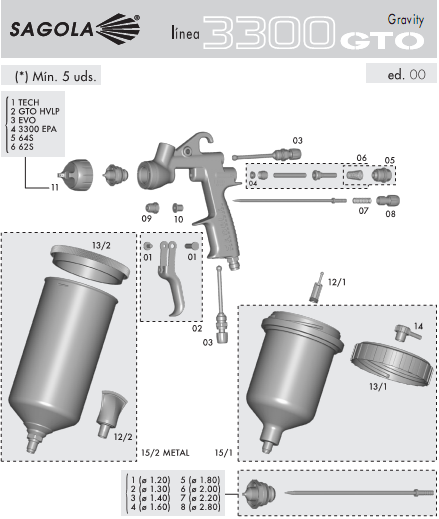 SAGOLA
línea 3300 Gravity GTO
(*) Mín. 5 uds.
ed. 00
1 TECH
2 GTO HVLP
3 EVO
4 3300 EPA
5 64S
6 62S
11
03
04
06
05
09
10
07
08
13/2
01
01
02
03
12/1
14
13/1
12/2
15/2 METAL
15/1
1 (ø 1.20) 5 (ø 1.80)
2 (ø 1.30) 6 (ø 2.00)
3 (ø 1.40) 7 (ø 2.20)
4 (ø 1.60) 8 (ø 2.80)